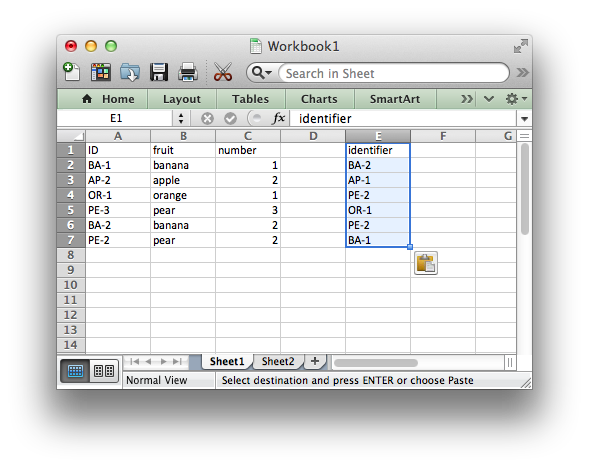 Workbook1
Search in Sheet
Home Layout Tables Charts SmartArt
E1 fx identifier
A B C D E F G
1 ID fruit number identifier
2 BA-1 banana 1 BA-2
3 AP-2 apple 2 AP-1
4 OR-1 orange 1 PE-2
5 PE-3 pear 3 OR-1
6 BA-2 banana 2 PE-2
7 PE-2 pear 2 BA-1
8
9
10
11
12
13
14
Sheet1 Sheet2 +
Normal View Select destination and press ENTER or choose Paste